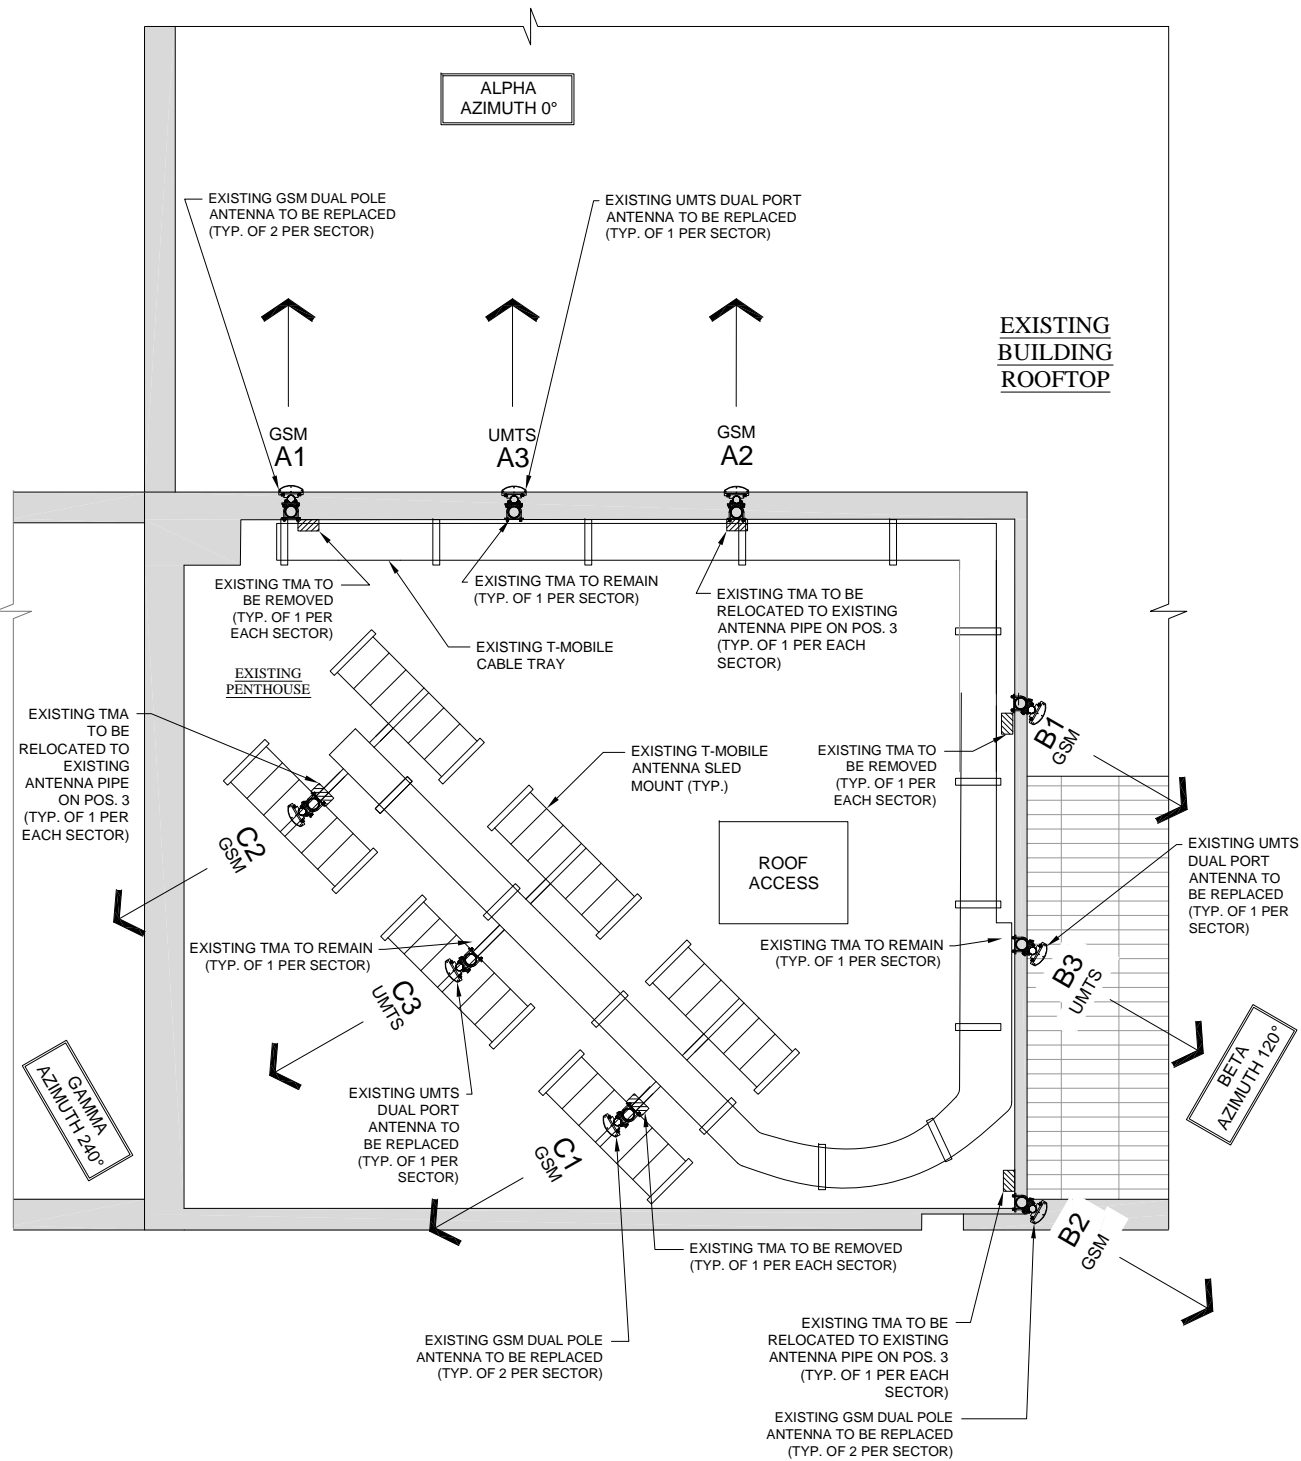 ALPHA
AZIMUTH 0°
EXISTING GSM DUAL POLE
ANTENNA TO BE REPLACED
(TYP. OF 2 PER SECTOR)
EXISTING UMTS DUAL PORT
ANTENNA TO BE REPLACED
(TYP. OF 1 PER SECTOR)
EXISTING
BUILDING
ROOFTOP
GSM
A1
UMTS
A3
GSM
A2
EXISTING TMA TO
BE REMOVED
(TYP. OF 1 PER
EACH SECTOR)
EXISTING TMA TO REMAIN
(TYP. OF 1 PER SECTOR)
EXISTING TMA TO BE
RELOCATED TO EXISTING
ANTENNA PIPE ON POS. 3
(TYP. OF 1 PER EACH
SECTOR)
EXISTING T-MOBILE
CABLE TRAY
EXISTING
PENTHOUSE
EXISTING TMA
TO BE
RELOCATED TO
EXISTING
ANTENNA PIPE
ON POS. 3
(TYP. OF 1 PER
EACH SECTOR)
EXISTING T-MOBILE
ANTENNA SLED
MOUNT (TYP.)
EXISTING TMA TO
BE REMOVED
(TYP. OF 1 PER
EACH SECTOR)
B1
GSM
C2
GSM
ROOF
ACCESS
EXISTING UMTS
DUAL PORT
ANTENNA TO
BE REPLACED
(TYP. OF 1 PER
SECTOR)
EXISTING TMA TO REMAIN
(TYP. OF 1 PER SECTOR)
EXISTING TMA TO REMAIN
(TYP. OF 1 PER SECTOR)
C3
UMTS
B3
UMTS
GAMMA
AZIMUTH 240°
BETA
AZIMUTH 120°
EXISTING UMTS
DUAL PORT
ANTENNA TO
BE REPLACED
(TYP. OF 1 PER
SECTOR)
C1
GSM
B2
GSM
EXISTING TMA TO BE REMOVED
(TYP. OF 1 PER EACH SECTOR)
EXISTING GSM DUAL POLE
ANTENNA TO BE REPLACED
(TYP. OF 2 PER SECTOR)
EXISTING TMA TO BE
RELOCATED TO EXISTING
ANTENNA PIPE ON POS. 3
(TYP. OF 1 PER EACH
SECTOR)
EXISTING GSM DUAL POLE
ANTENNA TO BE REPLACED
(TYP. OF 2 PER SECTOR)